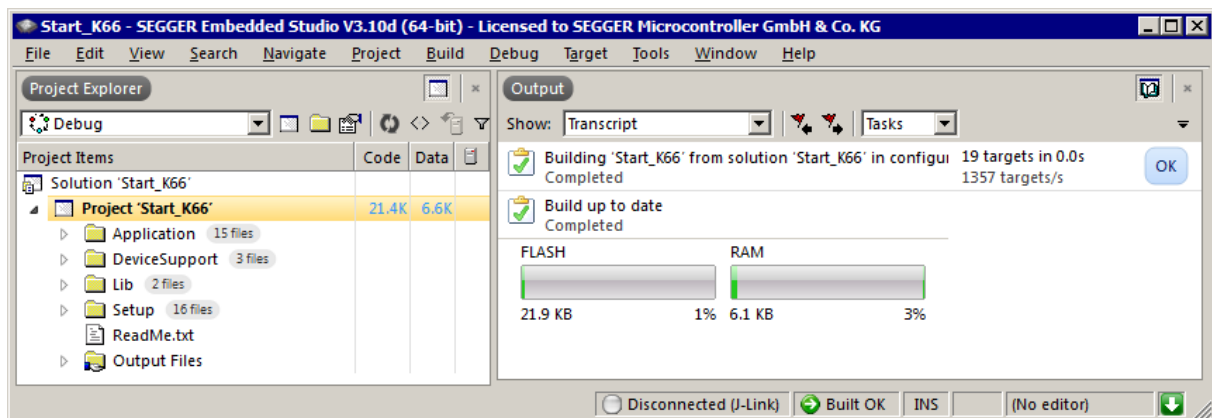 Start_K66 - SEGGER Embedded Studio V3.10d (64-bit) - Licensed to SEGGER Microcontroller GmbH & Co. KG
File Edit View Search Navigate Project Build Debug Target Tools Window Help
Project Explorer
Debug
Project Items Code Data
Solution 'Start_K66'
Project 'Start_K66' 21.4K 6.6K
Application 15 files
DeviceSupport 3 files
Lib 2 files
Setup 16 files
ReadMe.txt
Output Files
Output
Show: Transcript Tasks
Building 'Start_K66' from solution 'Start_K66' in configu 19 targets in 0.0s
Completed 1357 targets/s
OK
Build up to date
Completed
FLASH RAM
21.9 KB 1% 6.1 KB 3%
Disconnected (J-Link) Built OK INS (No editor)